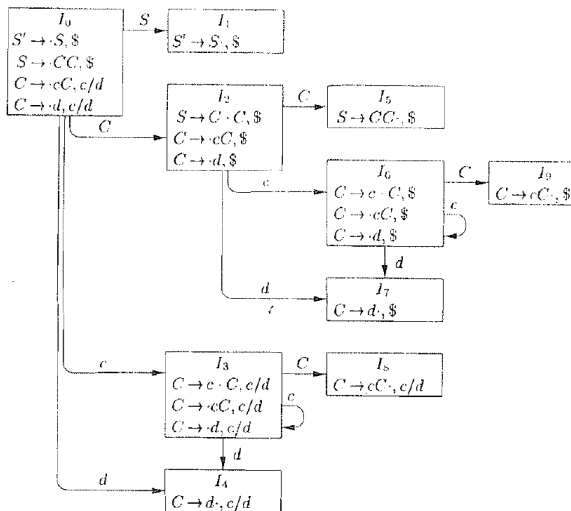 I₀
S' → ·S, $
S → ·CC, $
C → ·cC, c/d
C → ·d, c/d
S
I₁
S' → S·, $
C
I₂
S → C · C, $
C → ·cC, $
C → ·d, $
C
I₅
S → CC·, $
c
I₆
C → c · C, $
C → ·cC, $
C → ·d, $
C
I₉
C → cC·, $
c
d
d
I₇
C → d·, $
c
I₃
C → c · C, c/d
C → ·cC, c/d
C → ·d, c/d
C
I₈
C → cC·, c/d
c
d
d
I₄
C → d·, c/d